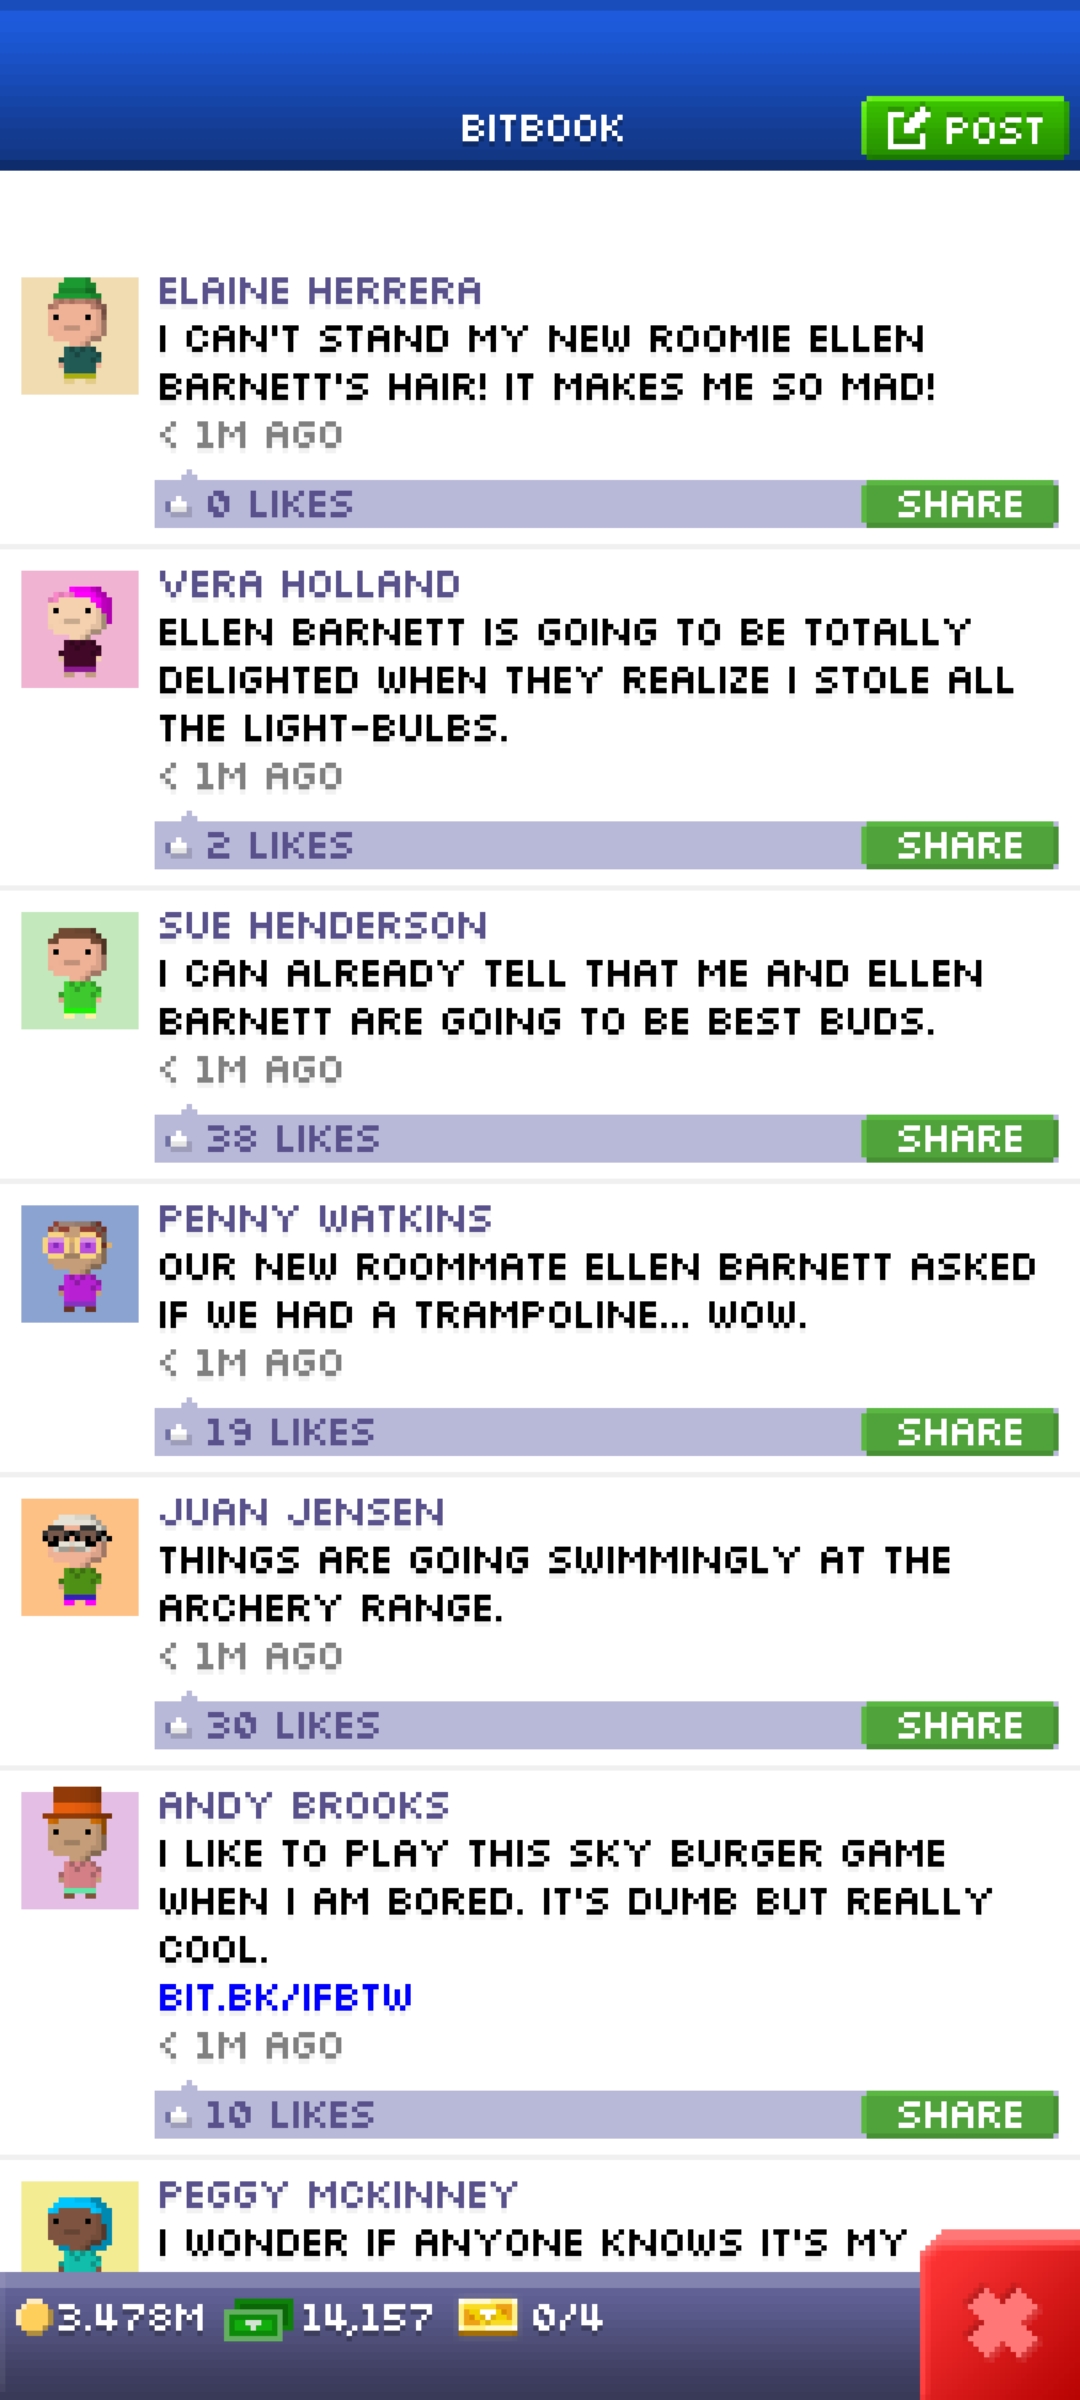 BITBOOK
POST
ELAINE HERRERA
I CAN'T STAND MY NEW ROOMIE ELLEN
BARNETT'S HAIR! IT MAKES ME SO MAD!
< 1M AGO
0 LIKES
SHARE
VERA HOLLAND
ELLEN BARNETT IS GOING TO BE TOTALLY
DELIGHTED WHEN THEY REALIZE I STOLE ALL
THE LIGHT-BULBS.
< 1M AGO
2 LIKES
SHARE
SUE HENDERSON
I CAN ALREADY TELL THAT ME AND ELLEN
BARNETT ARE GOING TO BE BEST BUDS.
< 1M AGO
38 LIKES
SHARE
PENNY WATKINS
OUR NEW ROOMMATE ELLEN BARNETT ASKED
IF WE HAD A TRAMPOLINE... WOW.
< 1M AGO
19 LIKES
SHARE
JUAN JENSEN
THINGS ARE GOING SWIMMINGLY AT THE
ARCHERY RANGE.
< 1M AGO
30 LIKES
SHARE
ANDY BROOKS
I LIKE TO PLAY THIS SKY BURGER GAME
WHEN I AM BORED. IT'S DUMB BUT REALLY
COOL.
BIT.BK/IFBTW
< 1M AGO
10 LIKES
SHARE
PEGGY MCKINNEY
I WONDER IF ANYONE KNOWS IT'S MY
3.478M
14,157
0/4